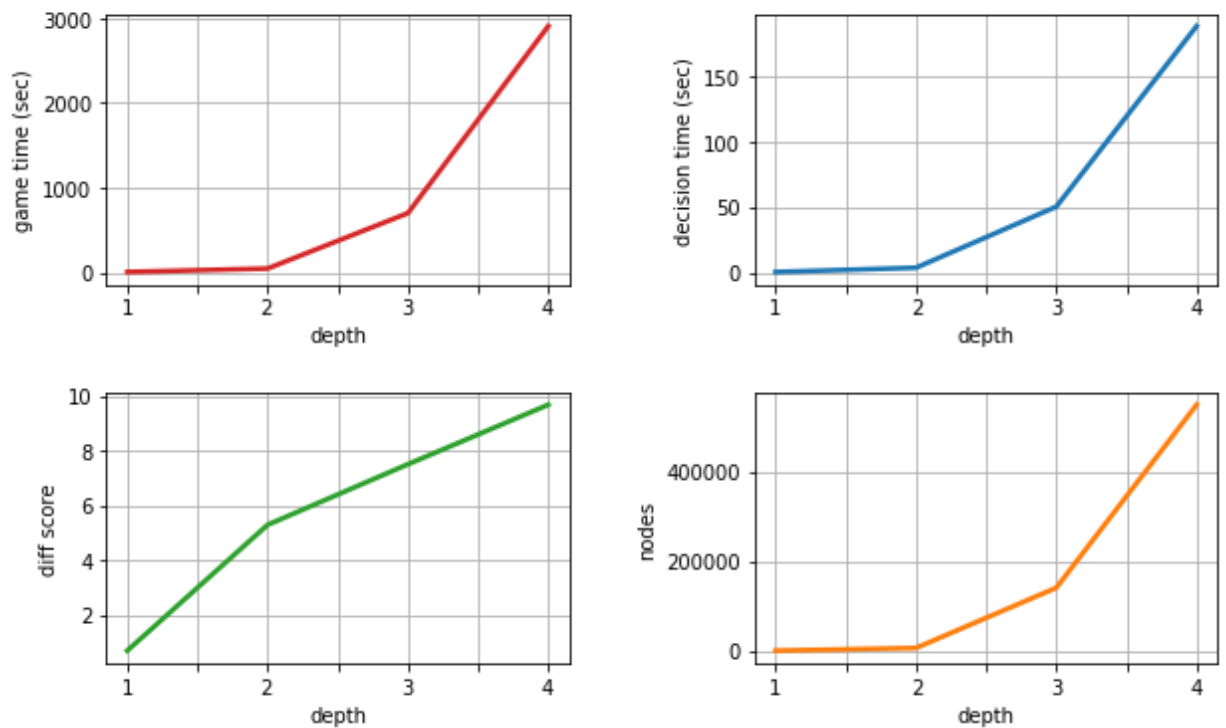 game time (sec)
3000
2000
1000
0
1 2 3 4
depth
decision time (sec)
150
100
50
0
1 2 3 4
depth
diff score
10
8
6
4
2
1 2 3 4
depth
nodes
400000
200000
0
1 2 3 4
depth